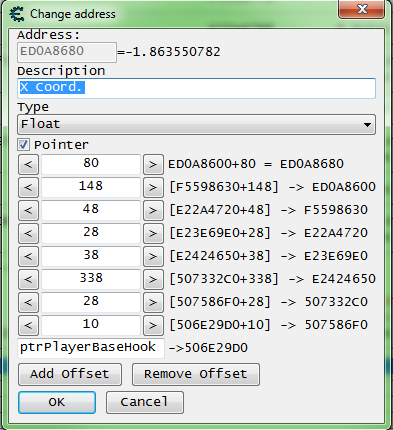 Change address
Address:
ED0A8680=-1.863550782
Description
X Coord.
Type
Float
Pointer
< 80 > ED0A8600+80 = ED0A8680
< 148 > [F5598630+148] -> ED0A8600
< 48 > [E22A4720+48] -> F5598630
< 28 > [E23E69E0+28] -> E22A4720
< 38 > [E2424650+38] -> E23E69E0
< 338 > [507332C0+338] -> E2424650
< 28 > [507586F0+28] -> 507332C0
< 10 > [506E29D0+10] -> 507586F0
ptrPlayerBaseHook ->506E29D0
Add Offset Remove Offset
OK Cancel